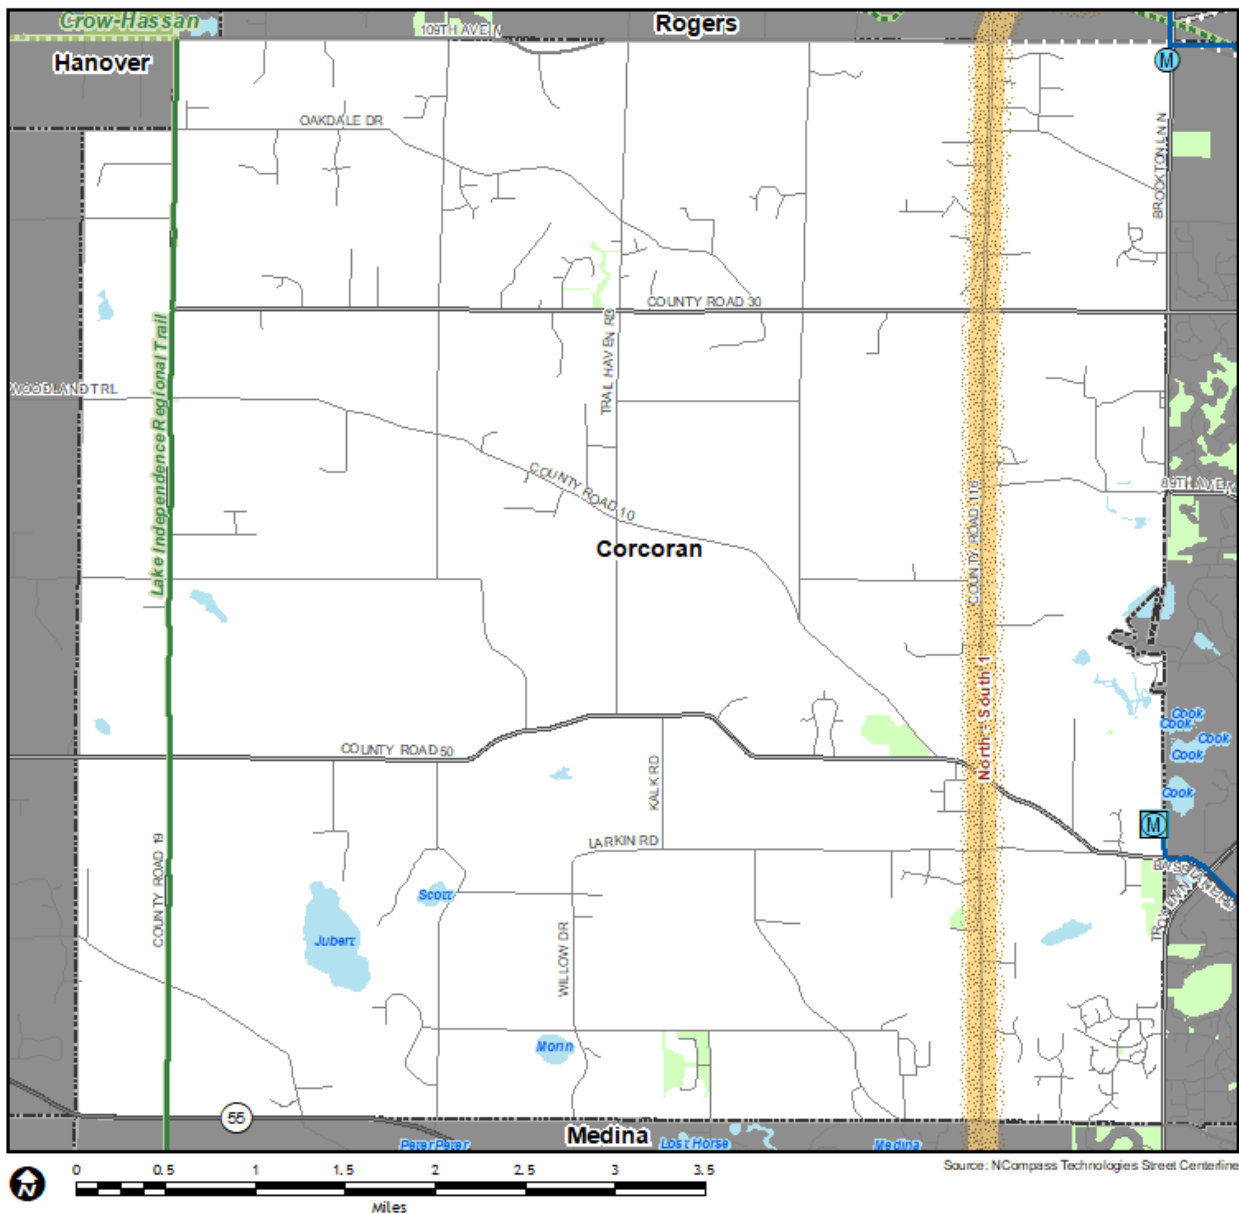 Crow-Hassan
Rogers
109TH AVE N
Hanover
M
OAKDALE DR
BROCKTON LN N
COUNTY ROAD 30
Lake Independence Regional Trail
TRAIL HAVEN RD
WOODLAND TRL
COUNTY ROAD 10
COUNTY ROAD 116
89TH AVE N
Corcoran
North - South 1
Cook
Cook
Cook
Cook
COUNTY ROAD 50
KALK RD
Cook
M
LARKIN RD
COUNTY ROAD 19
Scott
Jubert
WILLOW DR
Morin
55
Medina
Peter Peter
Lost Horse
Medina
N
0 0.5 1 1.5 2 2.5 3 3.5
Miles
Source: NCompass Technologies Street Centerline